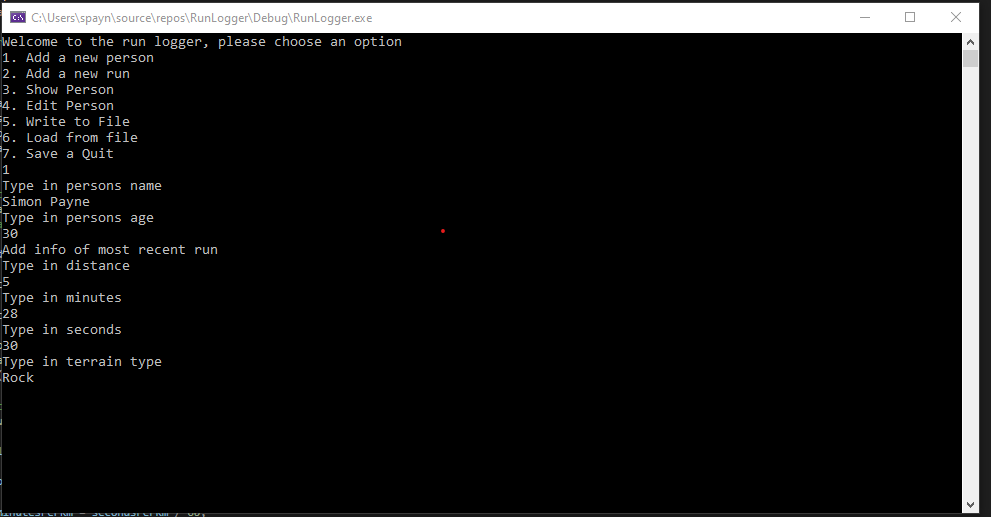 C:\Users\spayn\source\repos\RunLogger\Debug\RunLogger.exe
Welcome to the run logger, please choose an option
1. Add a new person
2. Add a new run
3. Show Person
4. Edit Person
5. Write to File
6. Load from file
7. Save a Quit
1
Type in persons name
Simon Payne
Type in persons age
30
Add info of most recent run
Type in distance
5
Type in minutes
28
Type in seconds
30
Type in terrain type
Rock